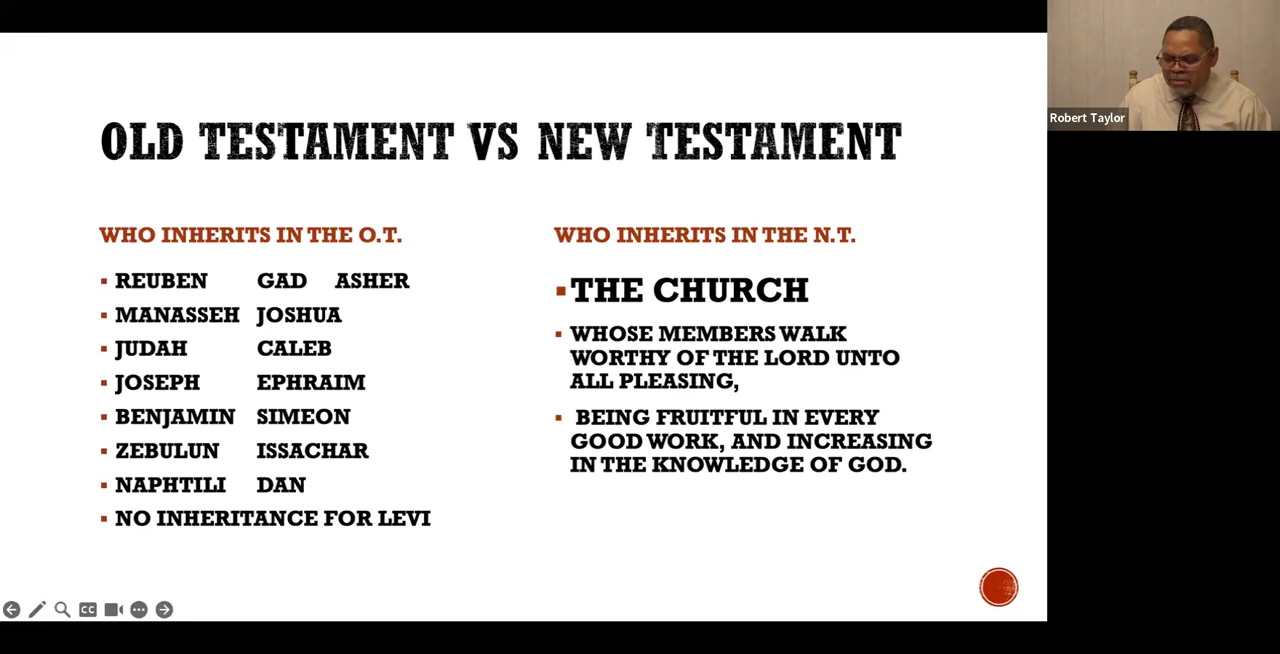 OLD TESTAMENT VS NEW TESTAMENT
WHO INHERITS IN THE O.T.
REUBEN GAD ASHER
MANASSEH JOSHUA
JUDAH CALEB
JOSEPH EPHRAIM
BENJAMIN SIMEON
ZEBULUN ISSACHAR
NAPHTILI DAN
NO INHERITANCE FOR LEVI
WHO INHERITS IN THE N.T.
THE CHURCH
WHOSE MEMBERS WALK
WORTHY OF THE LORD UNTO
ALL PLEASING,
BEING FRUITFUL IN EVERY
GOOD WORK, AND INCREASING
IN THE KNOWLEDGE OF GOD.
Robert Taylor
CC